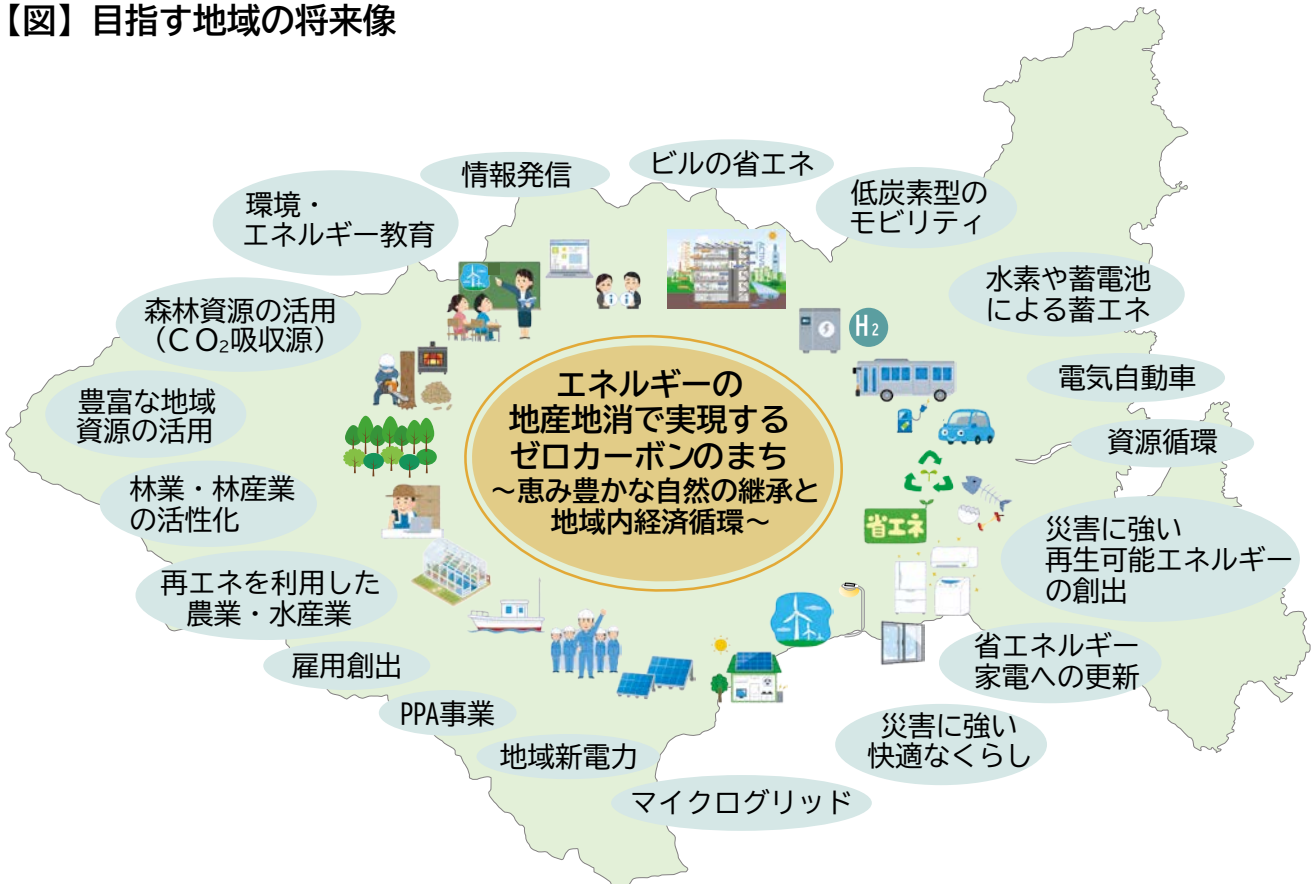 【図】目指す地域の将来像
情報発信
ビルの省エネ
環境・
エネルギー教育
低炭素型の
モビリティ
森林資源の活用
（ＣＯ₂吸収源）
水素や蓄電池
による蓄エネ
H₂
豊富な地域
資源の活用
電気自動車
エネルギーの
地産地消で実現する
ゼロカーボンのまち
～恵み豊かな自然の継承と
地域内経済循環～
資源循環
林業・林産業
の活性化
省エネ
災害に強い
再生可能エネルギー
の創出
再エネを利用した
農業・水産業
省エネルギー
家電への更新
雇用創出
PPA事業
災害に強い
快適なくらし
地域新電力
マイクログリッド